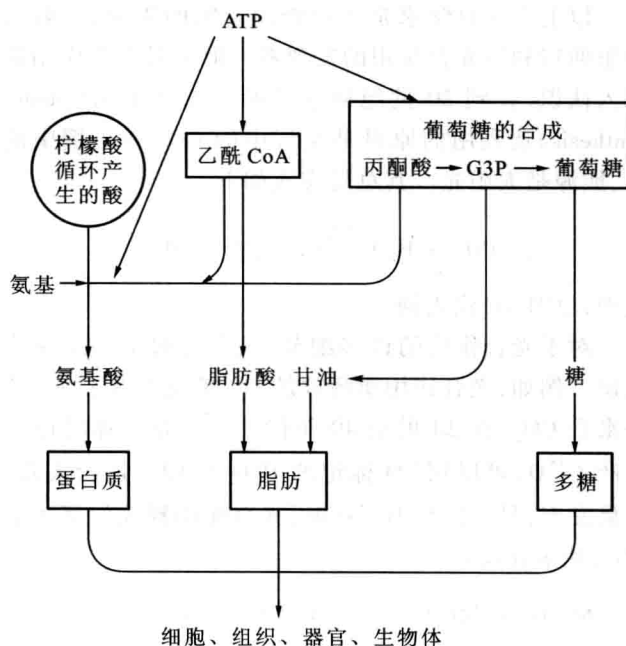 ATP
柠檬酸
循环产
生的酸
乙酰 CoA
葡萄糖的合成
丙酮酸 G3P 葡萄糖
氨基
氨基酸 脂肪酸 甘油 糖
蛋白质 脂肪 多糖
细胞、组织、器官、生物体